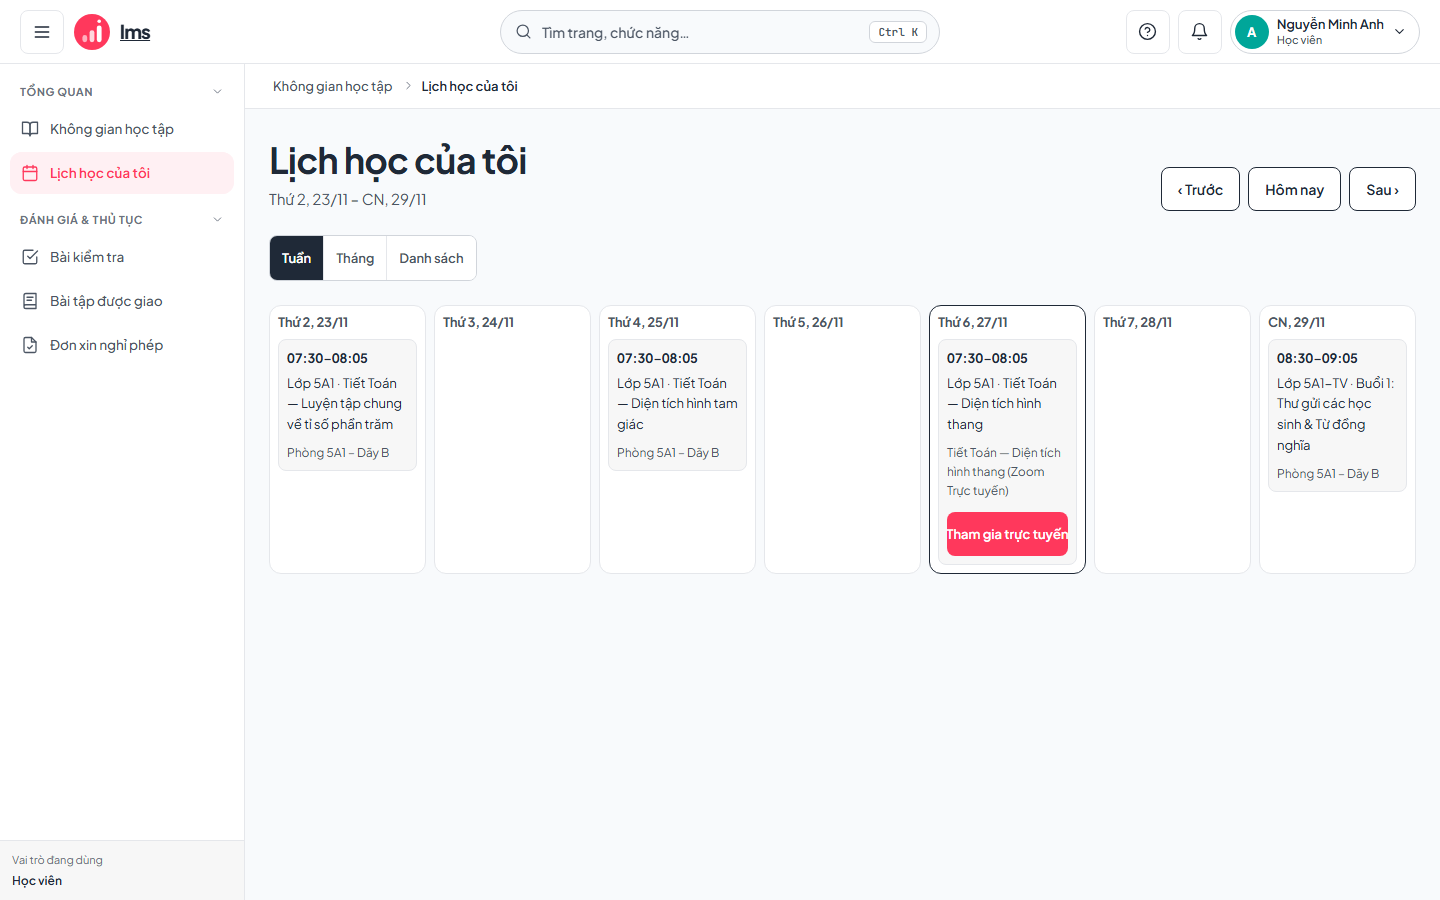 lms
Tìm trang, chức năng...
Ctrl K
A
Nguyễn Minh Anh
Học viên
TỔNG QUAN
Không gian học tập
Lịch học của tôi
ĐÁNH GIÁ & THỦ TỤC
Bài kiểm tra
Bài tập được giao
Đơn xin nghỉ phép
Vai trò đang dùng
Học viên
Không gian học tập > Lịch học của tôi
Lịch học của tôi
Thứ 2, 23/11 – CN, 29/11
‹ Trước
Hôm nay
Sau ›
Tuần
Tháng
Danh sách
Thứ 2, 23/11
07:30–08:05
Lớp 5A1 · Tiết Toán
— Luyện tập chung
về tỉ số phần trăm
Phòng 5A1 – Dãy B
Thứ 3, 24/11
Thứ 4, 25/11
07:30–08:05
Lớp 5A1 · Tiết Toán
— Diện tích hình tam
giác
Phòng 5A1 – Dãy B
Thứ 5, 26/11
Thứ 6, 27/11
07:30–08:05
Lớp 5A1 · Tiết Toán
— Diện tích hình
thang
Tiết Toán — Diện tích
hình thang (Zoom
Trực tuyến)
Tham gia trực tuyến
Thứ 7, 28/11
CN, 29/11
08:30–09:05
Lớp 5A1–TV · Buổi 1:
Thư gửi các học
sinh & Từ đồng
nghĩa
Phòng 5A1 – Dãy B